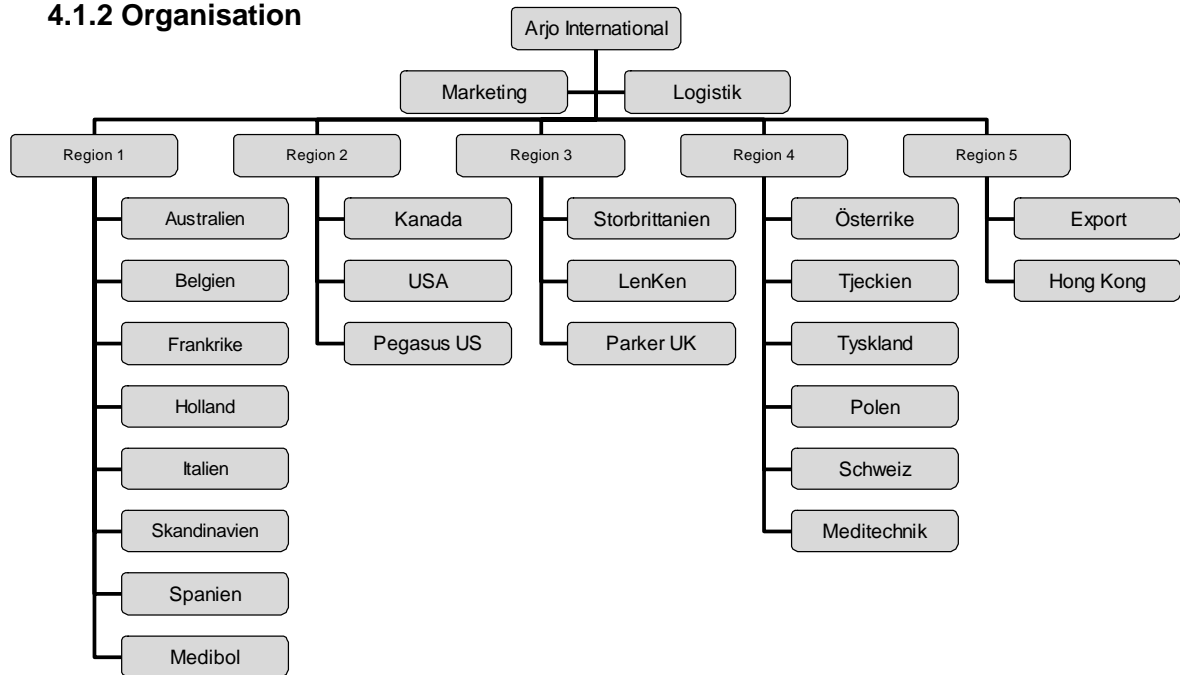 4.1.2 Organisation
Arjo International
Marketing
Logistik
Region 1
Region 2
Region 3
Region 4
Region 5
Australien
Kanada
Storbrittanien
Österrike
Export
Belgien
USA
LenKen
Tjeckien
Hong Kong
Frankrike
Pegasus US
Parker UK
Tyskland
Holland
Polen
Italien
Schweiz
Skandinavien
Meditechnik
Spanien
Medibol